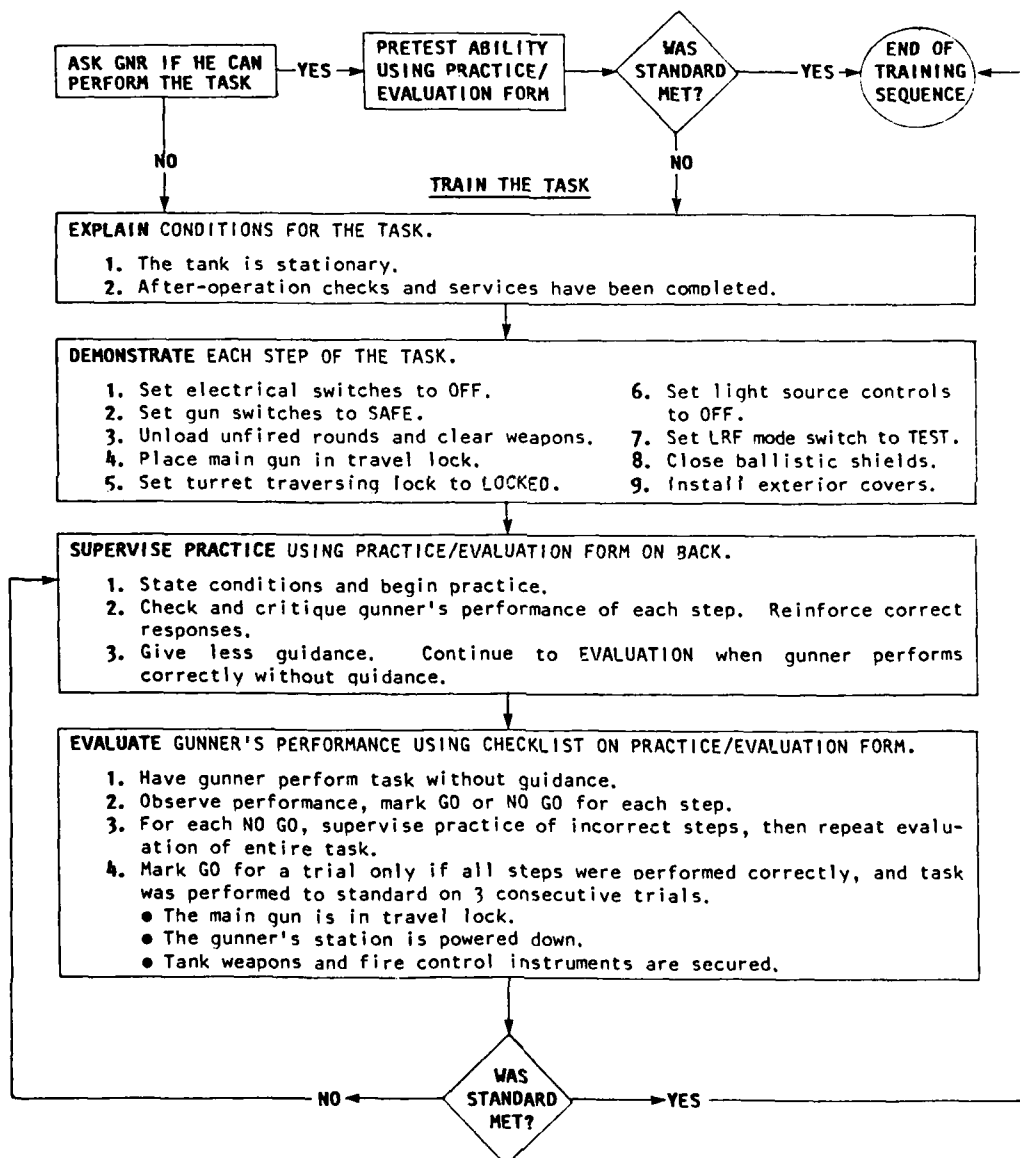 ASK GNR IF HE CAN
PERFORM THE TASK
YES
PRETEST ABILITY
USING PRACTICE/
EVALUATION FORM
WAS
STANDARD
MET?
YES
END OF
TRAINING
SEQUENCE
NO
NO
TRAIN THE TASK
EXPLAIN CONDITIONS FOR THE TASK.
1. The tank is stationary.
2. After-operation checks and services have been completed.
DEMONSTRATE EACH STEP OF THE TASK.
1. Set electrical switches to OFF.
2. Set gun switches to SAFE.
3. Unload unfired rounds and clear weapons.
4. Place main gun in travel lock.
5. Set turret traversing lock to LOCKED.
6. Set light source controls
to OFF.
7. Set LRF mode switch to TEST.
8. Close ballistic shields.
9. Install exterior covers.
SUPERVISE PRACTICE USING PRACTICE/EVALUATION FORM ON BACK.
1. State conditions and begin practice.
2. Check and critique gunner's performance of each step. Reinforce correct
responses.
3. Give less guidance. Continue to EVALUATION when gunner performs
correctly without guidance.
EVALUATE GUNNER'S PERFORMANCE USING CHECKLIST ON PRACTICE/EVALUATION FORM.
1. Have gunner perform task without guidance.
2. Observe performance, mark GO or NO GO for each step.
3. For each NO GO, supervise practice of incorrect steps, then repeat evalu-
ation of entire task.
4. Mark GO for a trial only if all steps were performed correctly, and task
was performed to standard on 3 consecutive trials.
● The main gun is in travel lock.
● The gunner's station is powered down.
● Tank weapons and fire control instruments are secured.
NO
WAS
STANDARD
MET?
YES